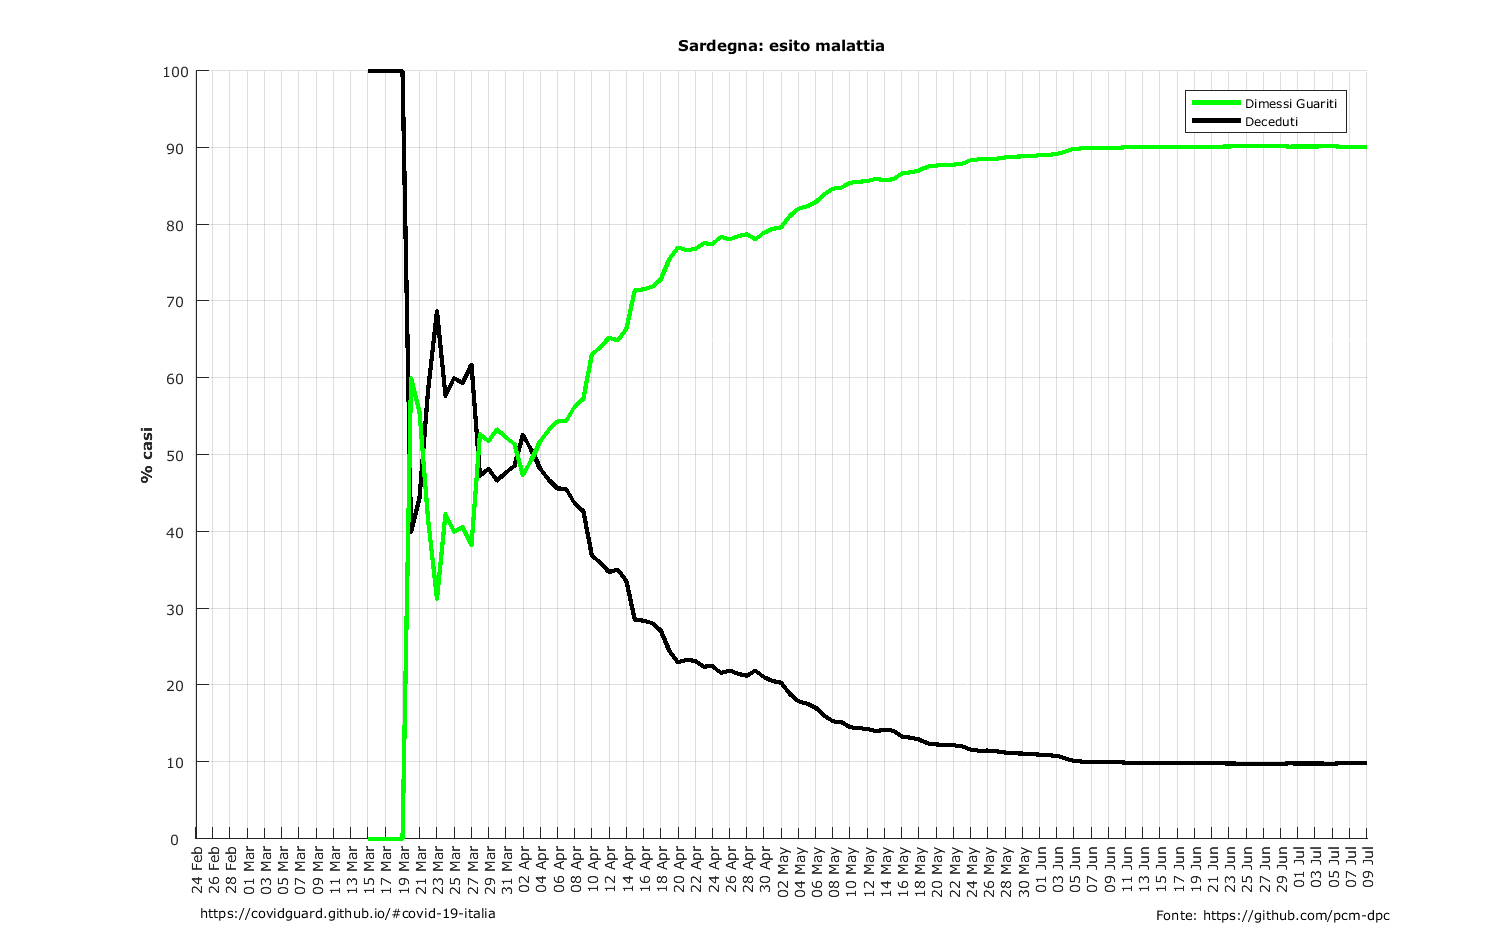 Sardegna: esito malattia
100
90
80
70
60
50
40
30
20
10
0
% casi
Dimessi Guariti
Deceduti
24 Feb
26 Feb
28 Feb
01 Mar
03 Mar
05 Mar
07 Mar
09 Mar
11 Mar
13 Mar
15 Mar
17 Mar
19 Mar
21 Mar
23 Mar
25 Mar
27 Mar
29 Mar
31 Mar
02 Apr
04 Apr
06 Apr
08 Apr
10 Apr
12 Apr
14 Apr
16 Apr
18 Apr
20 Apr
22 Apr
24 Apr
26 Apr
28 Apr
30 Apr
02 May
04 May
06 May
08 May
10 May
12 May
14 May
16 May
18 May
20 May
22 May
24 May
26 May
28 May
30 May
01 Jun
03 Jun
05 Jun
07 Jun
09 Jun
11 Jun
13 Jun
15 Jun
17 Jun
19 Jun
21 Jun
23 Jun
25 Jun
27 Jun
29 Jun
01 Jul
03 Jul
05 Jul
07 Jul
09 Jul
https://covidguard.github.io/#covid-19-italia
Fonte: https://github.com/pcm-dpc